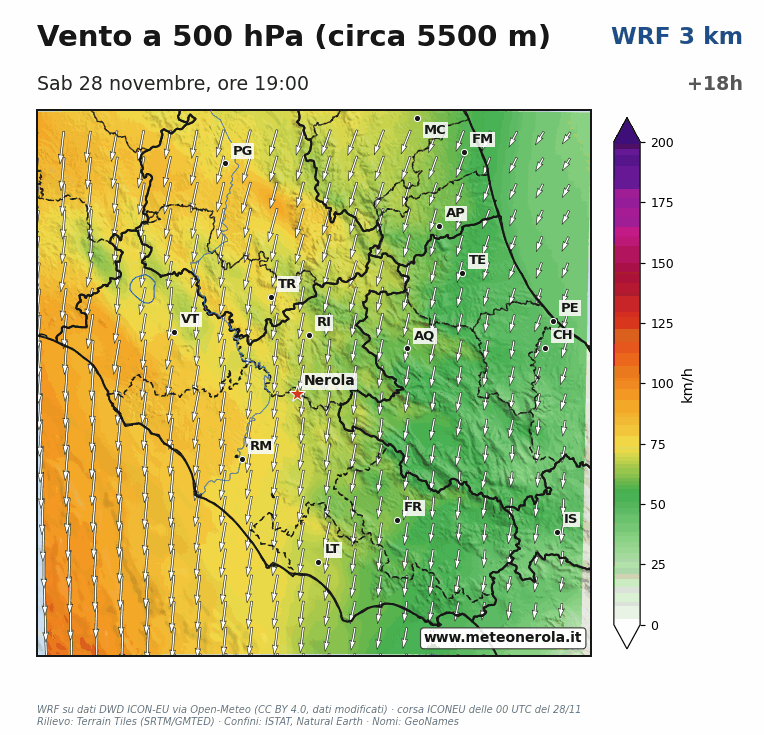 Vento a 500 hPa (circa 5500 m)
WRF 3 km
Sab 28 novembre, ore 19:00
+18h
MC
FM
PG
AP
TE
TR
PE
VT
RI
AQ
CH
Nerola
RM
FR
IS
LT
www.meteonerola.it
200
175
150
125
100
75
50
25
0
km/h
WRF su dati DWD ICON-EU via Open-Meteo (CC BY 4.0, dati modificati) · corsa ICONEU delle 00 UTC del 28/11
Rilievo: Terrain Tiles (SRTM/GMTED) · Confini: ISTAT, Natural Earth · Nomi: GeoNames